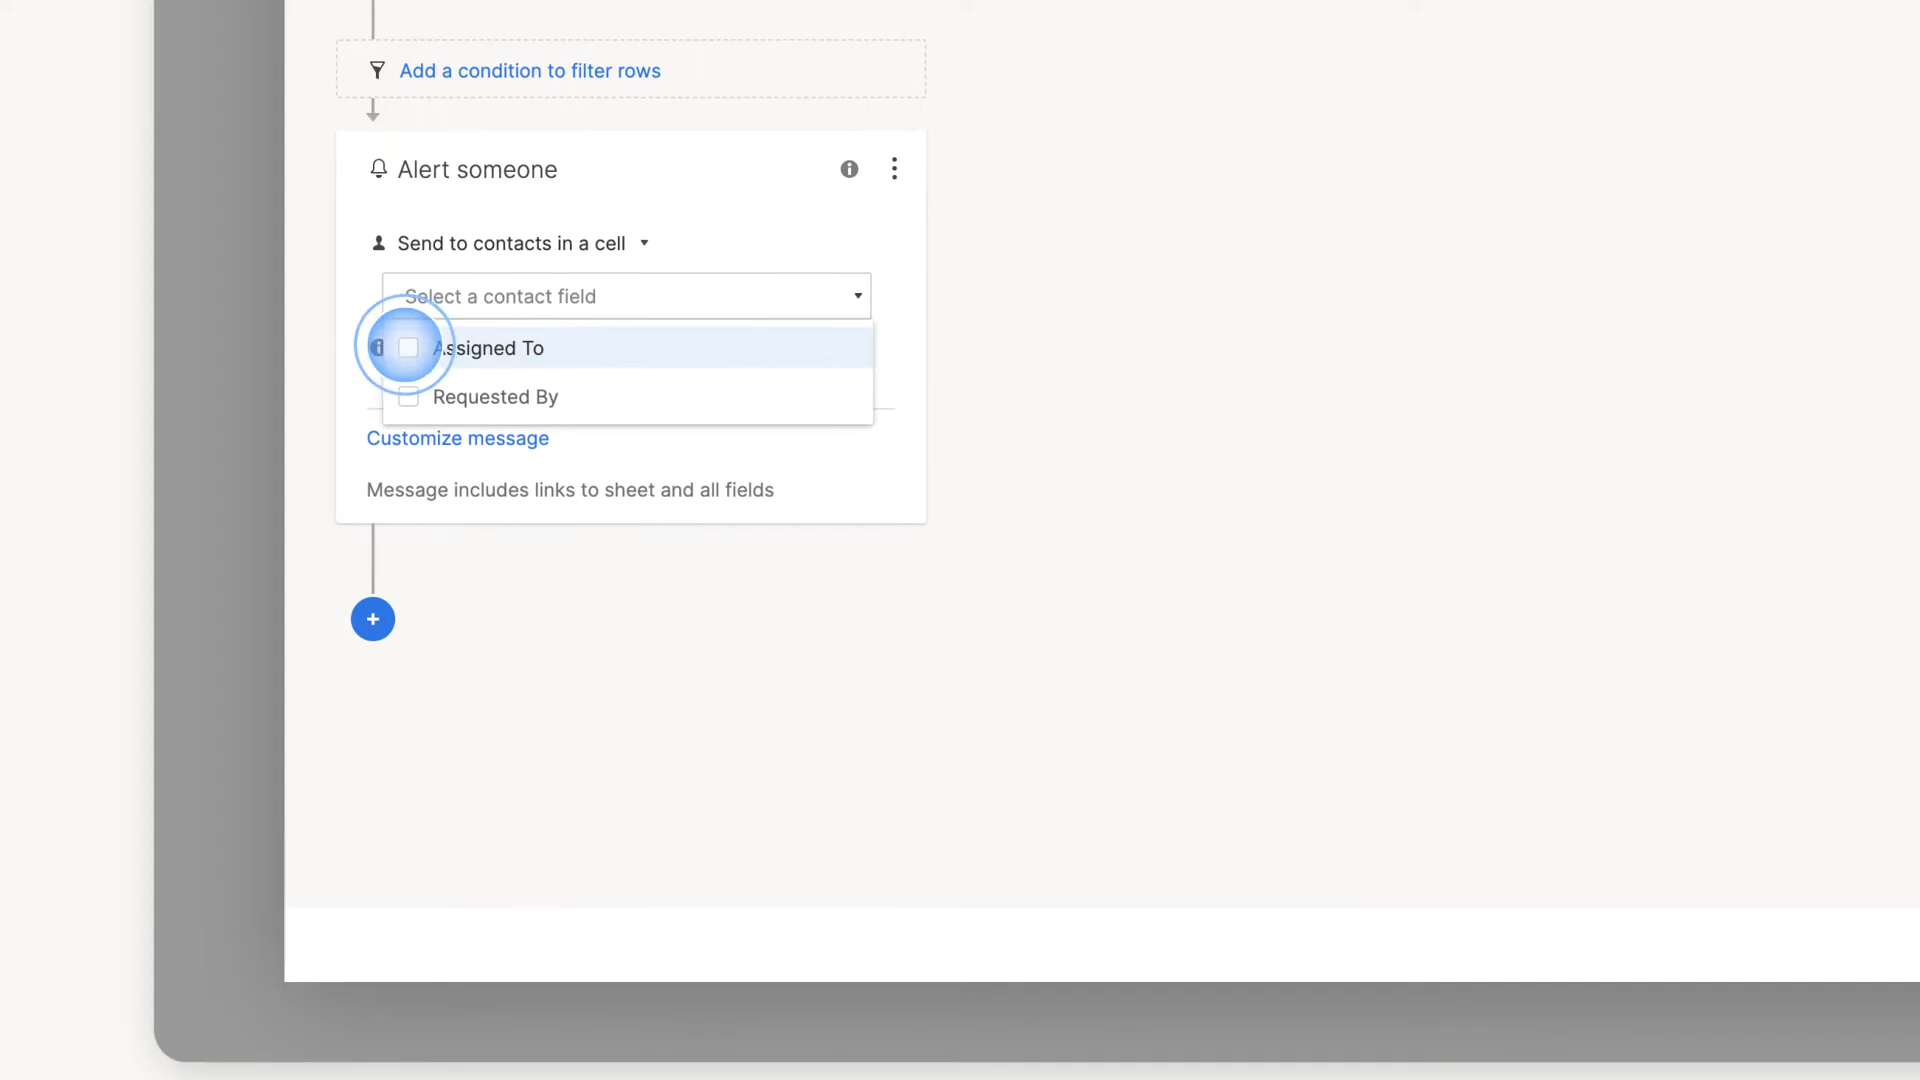 Add a condition to filter rows
Alert someone
Send to contacts in a cell
Select a contact field
Assigned To
Requested By
Customize message
Message includes links to sheet and all fields